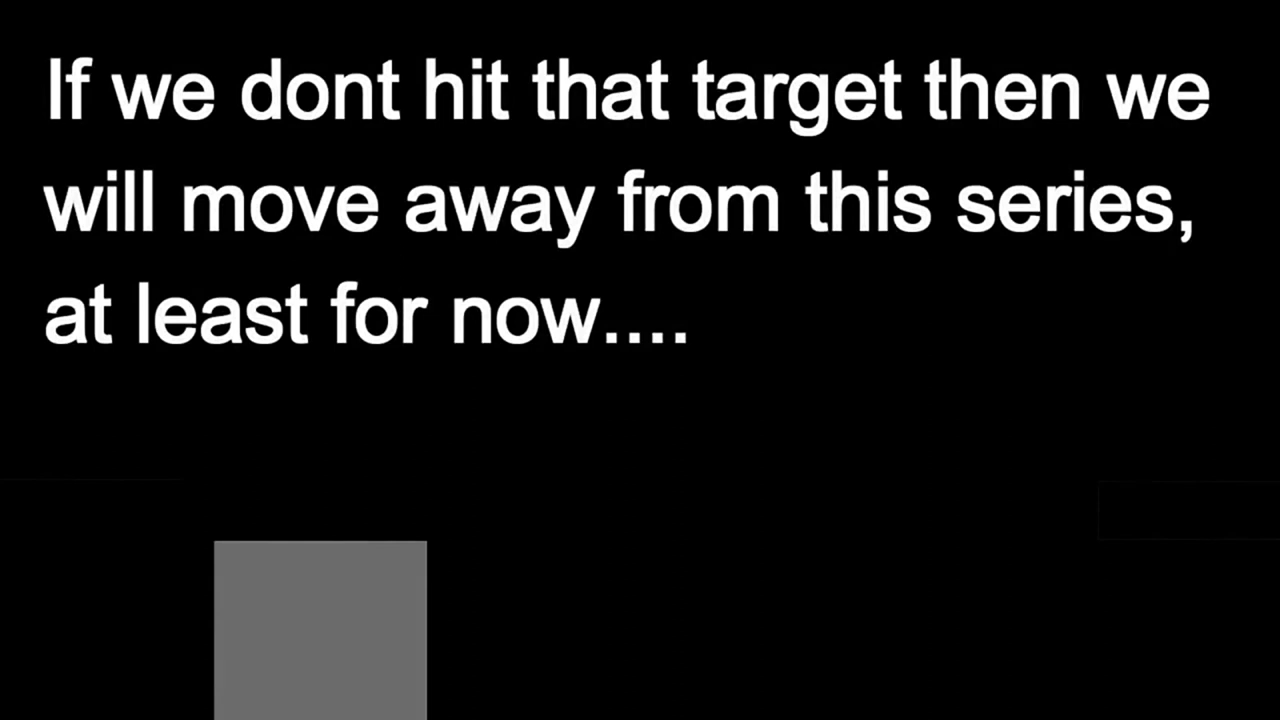 If we dont hit that target then we
will move away from this series,
at least for now....